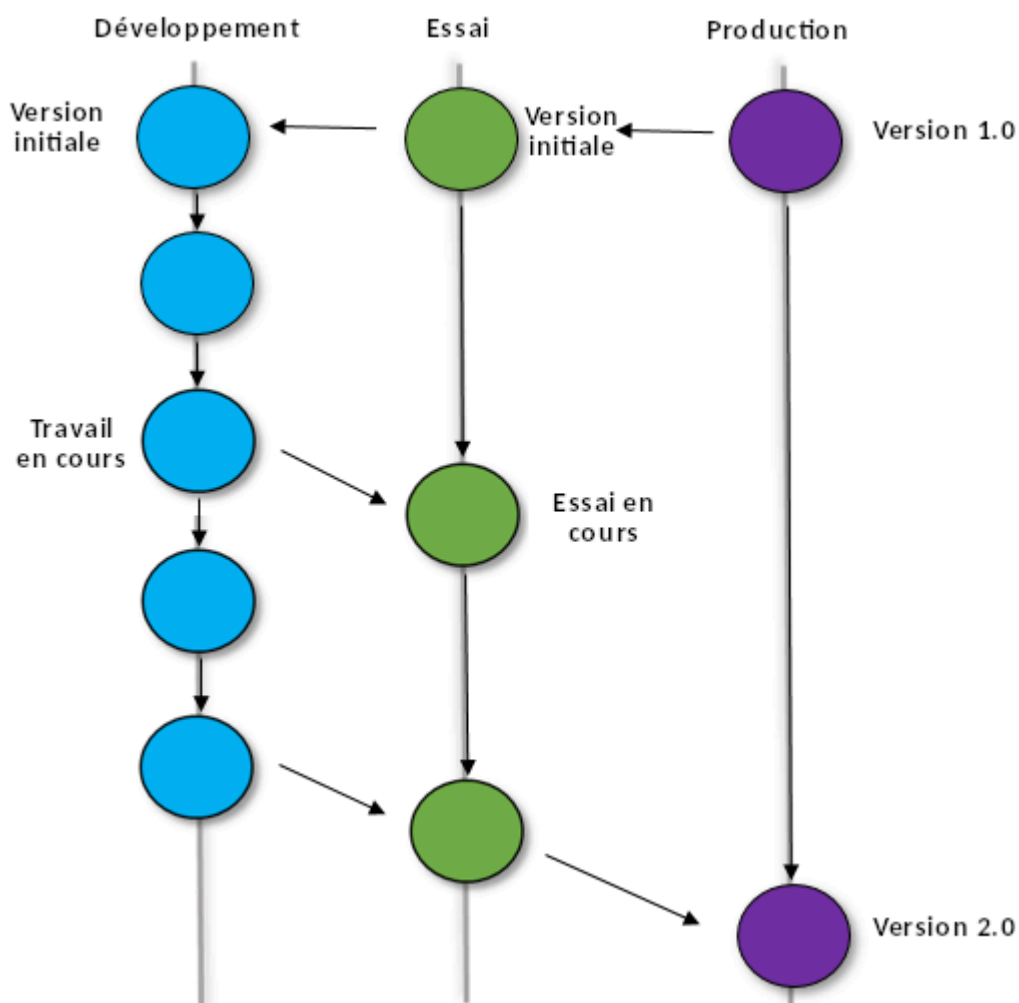 Développement
Essai
Production
Version
initiale
Version
initiale
Version 1.0
Travail
en cours
Essai en
cours
Version 2.0